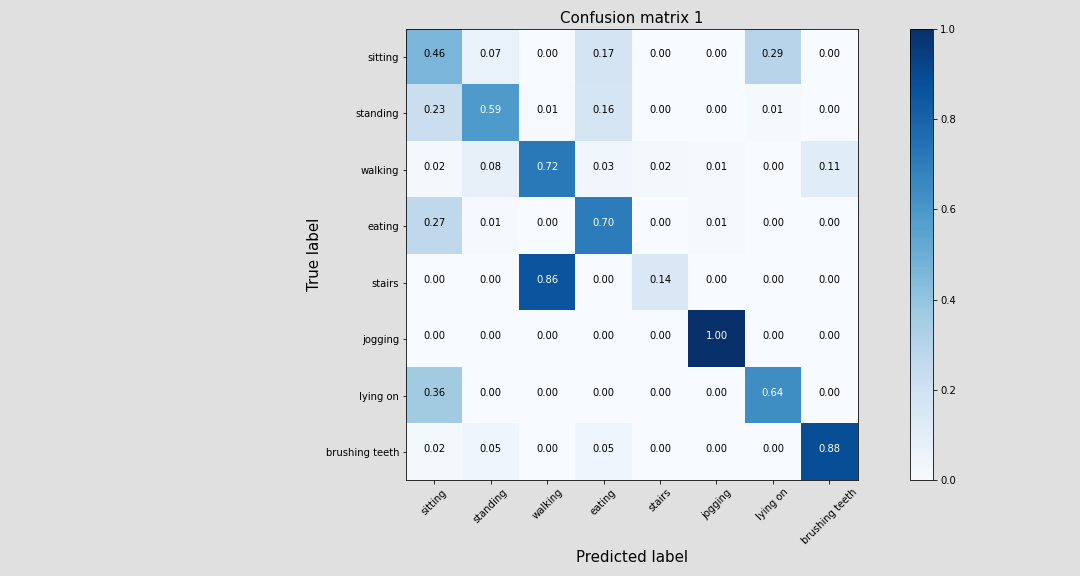 Confusion matrix 1
True label
sitting 0.46 0.07 0.00 0.17 0.00 0.00 0.29 0.00
standing 0.23 0.59 0.01 0.16 0.00 0.00 0.01 0.00
walking 0.02 0.08 0.72 0.03 0.02 0.01 0.00 0.11
eating 0.27 0.01 0.00 0.70 0.00 0.01 0.00 0.00
stairs 0.00 0.00 0.86 0.00 0.14 0.00 0.00 0.00
jogging 0.00 0.00 0.00 0.00 0.00 1.00 0.00 0.00
lying on 0.36 0.00 0.00 0.00 0.00 0.00 0.64 0.00
brushing teeth 0.02 0.05 0.00 0.05 0.00 0.00 0.00 0.88
sitting standing walking eating stairs jogging lying on brushing teeth
Predicted label
1.0
0.8
0.6
0.4
0.2
0.0